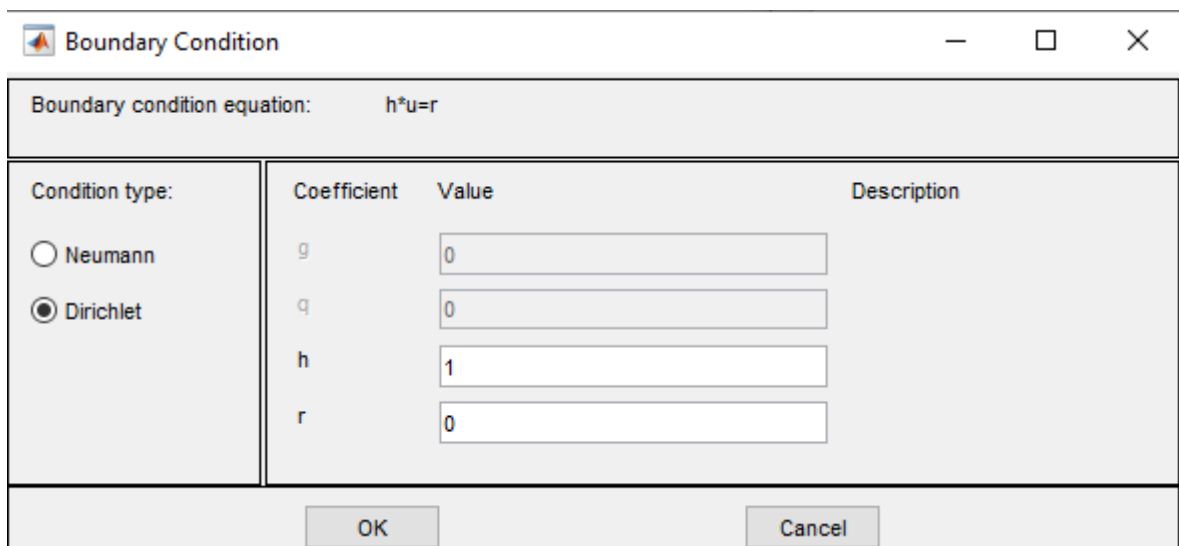 Boundary Condition
Boundary condition equation: h*u=r
Condition type:
Neumann
Dirichlet
Coefficient Value Description
g 0
q 0
h 1
r 0
OK Cancel